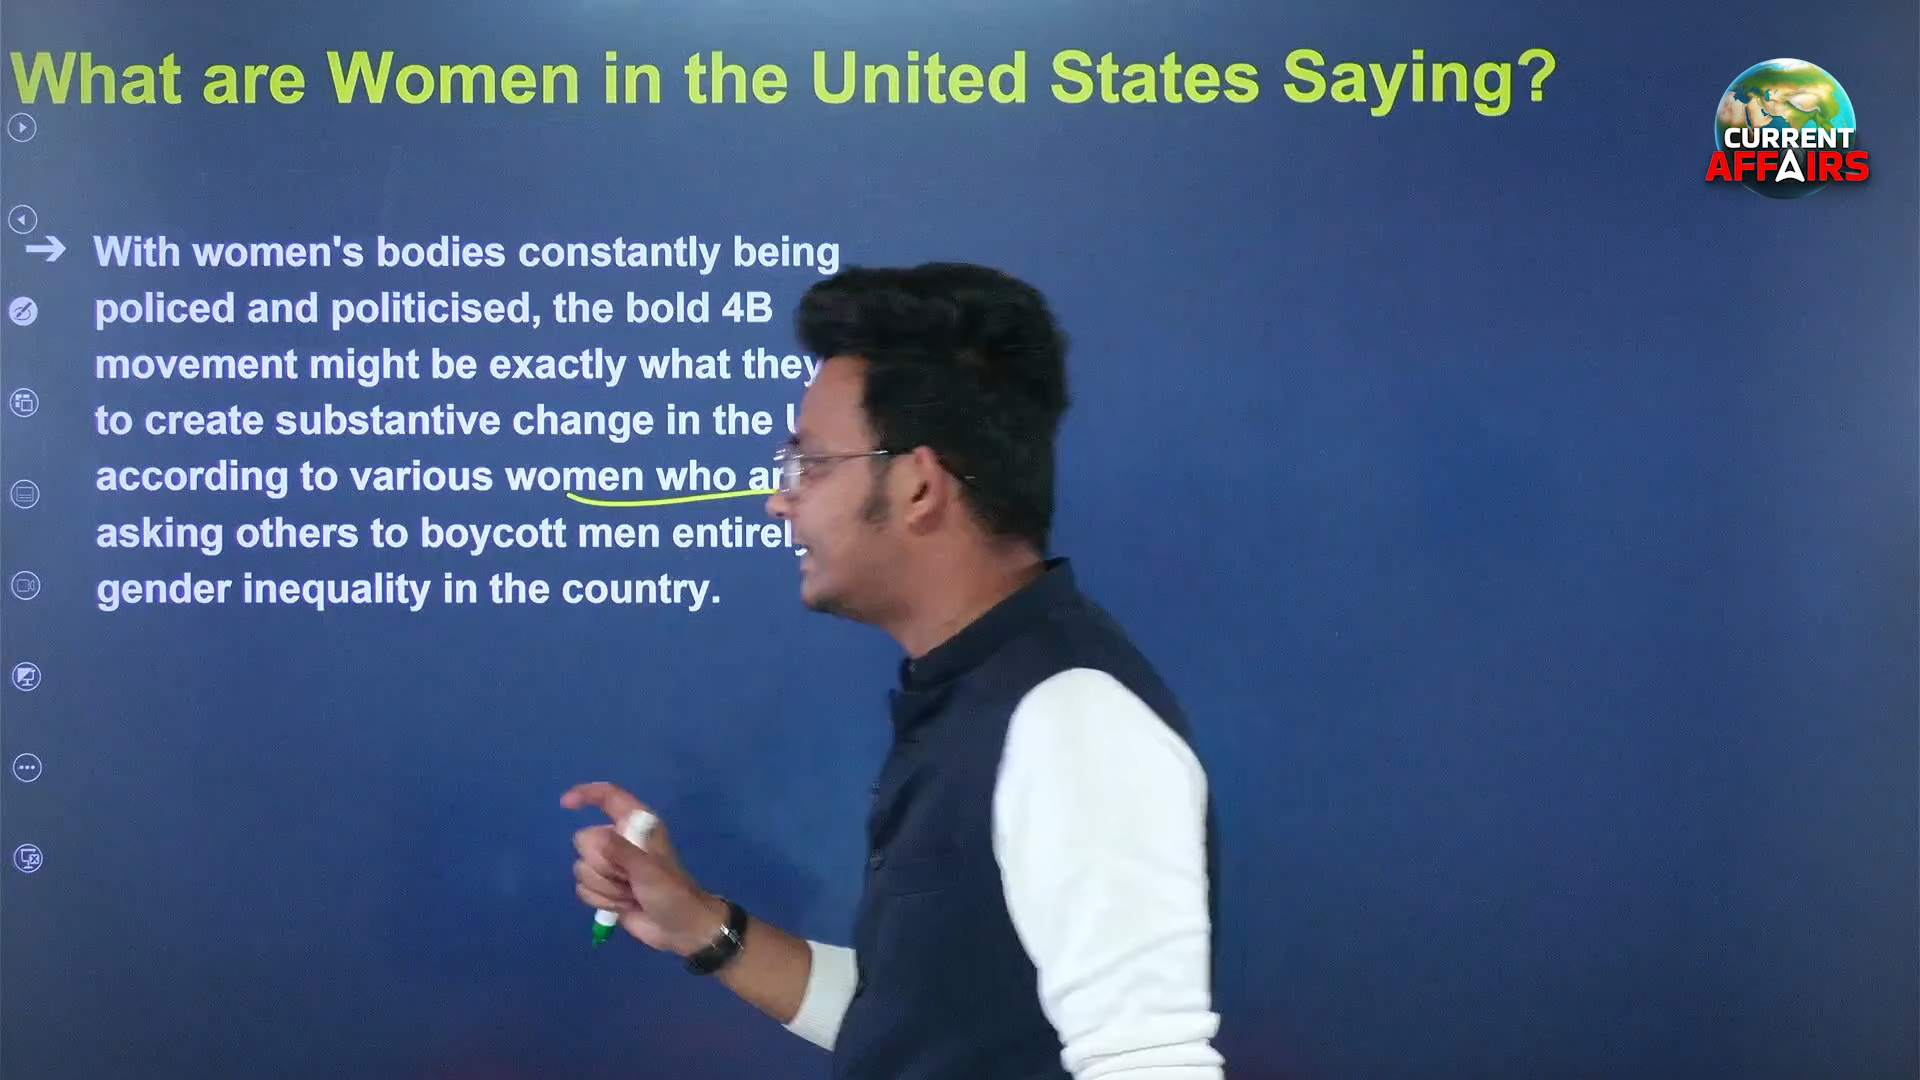 What are Women in the United States Saying?
CURRENT
AFFAIRS
➔ With women's bodies constantly being
policed and politicised, the bold 4B
movement might be exactly what they
to create substantive change in the
according to various women who
asking others to boycott men
gender inequality in the country.